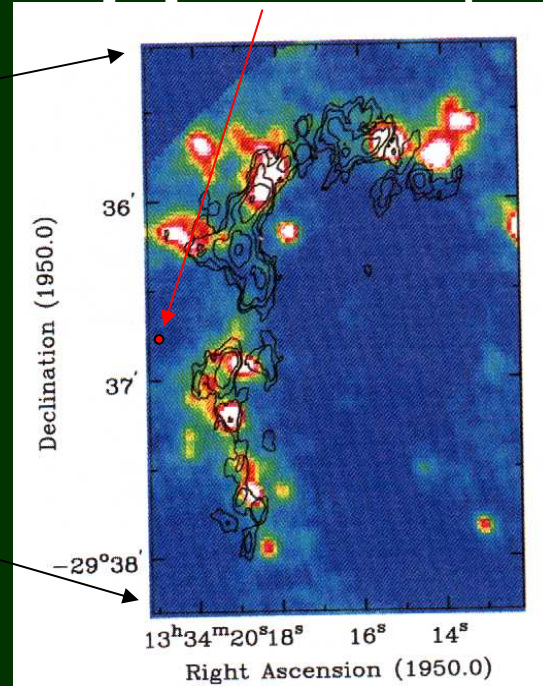 36′
Declination (1950.0)
37′
−29°38′
13ʰ34ᵐ20ˢ18ˢ 16ˢ 14ˢ
Right Ascension (1950.0)